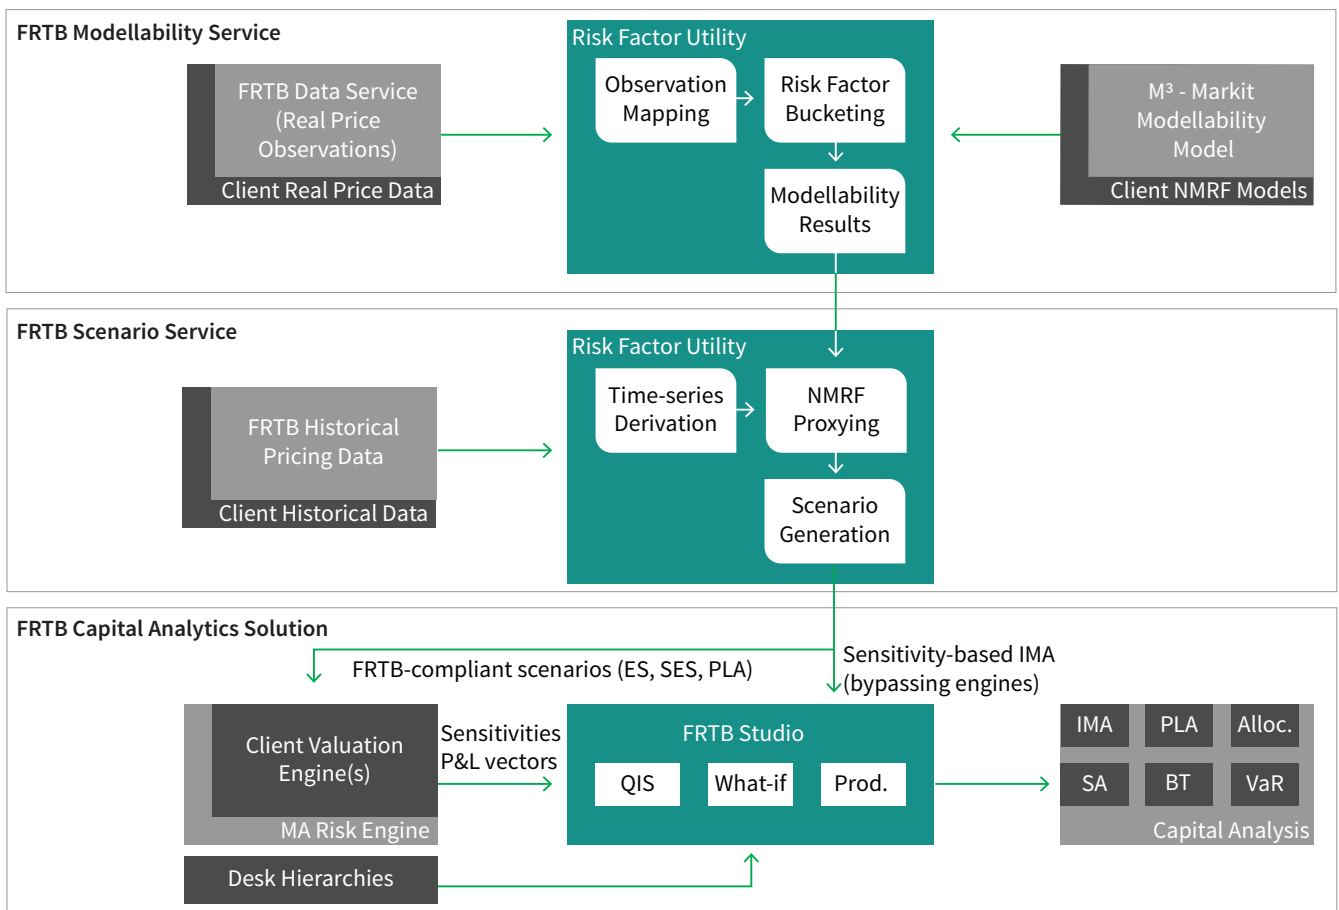 FRTB Modellability Service
FRTB Data Service
(Real Price
Observations)
Client Real Price Data
Risk Factor Utility
Observation
Mapping
Risk Factor
Bucketing
Modellability
Results
M³ - Markit
Modellability
Model
Client NMRF Models
FRTB Scenario Service
FRTB Historical
Pricing Data
Client Historical Data
Risk Factor Utility
Time-series
Derivation
NMRF
Proxying
Scenario
Generation
FRTB Capital Analytics Solution
FRTB-compliant scenarios (ES, SES, PLA)
Sensitivity-based IMA
(bypassing engines)
Client Valuation
Engine(s)
MA Risk Engine
Desk Hierarchies
Sensitivities
P&L vectors
FRTB Studio
QIS
What-if
Prod.
IMA
PLA
Alloc.
SA
BT
VaR
Capital Analysis